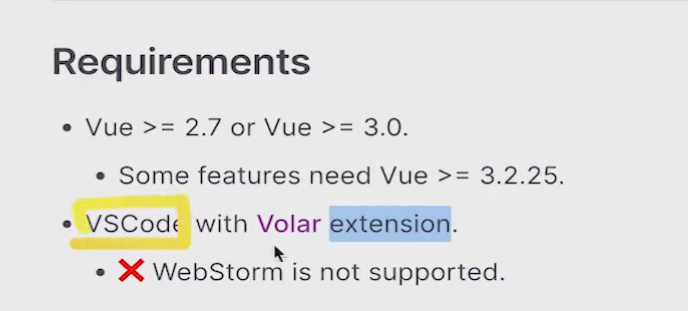 Requirements
• Vue >= 2.7 or Vue >= 3.0.
• Some features need Vue >= 3.2.25.
• VSCode with Volar extension.
• ❌ WebStorm is not supported.